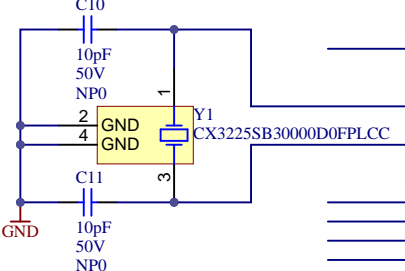 C10
10pF
50V
NP0
1
Y1
2
GND
CX3225SB30000D0FPLCC
4
GND
C11
3
GND
10pF
50V
NP0